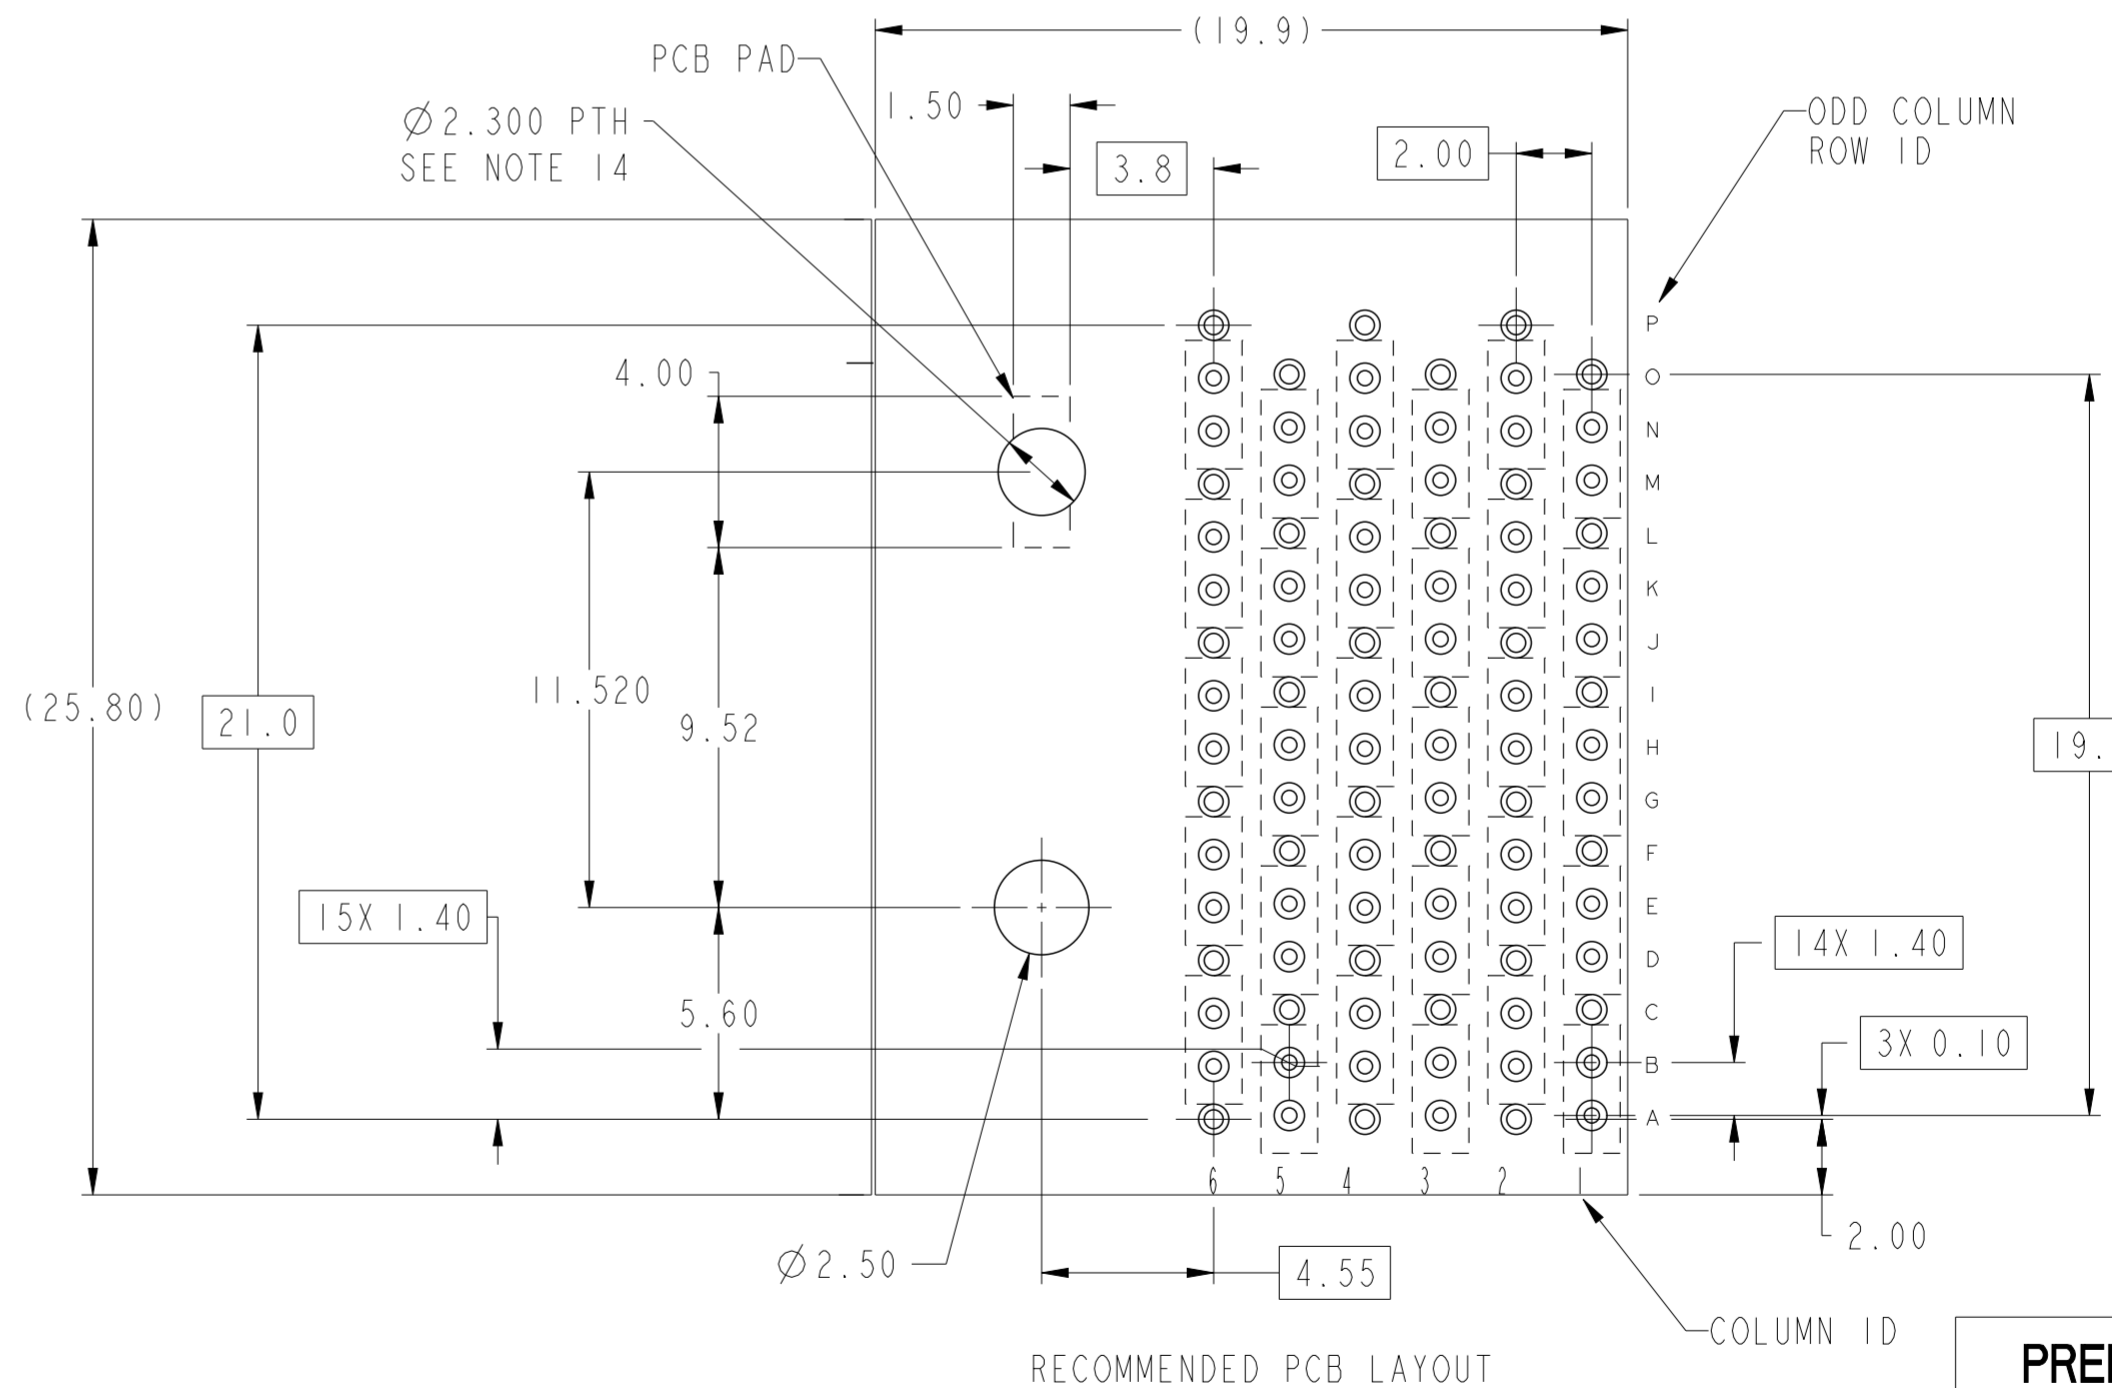 (19.9)
PCB PAD
1.50
Ø2.300 PTH
SEE NOTE 14
3.8
2.00
ODD COLUMN
ROW ID
P
O
N
M
L
K
J
I
H
G
F
E
D
C
B
A
4.00
11.520
9.52
(25.80)
21.0
19.
15X 1.40
14X 1.40
3X 0.10
5.60
6 5 4 3 2 1
2.00
Ø2.50
4.55
COLUMN ID
RECOMMENDED PCB LAYOUT